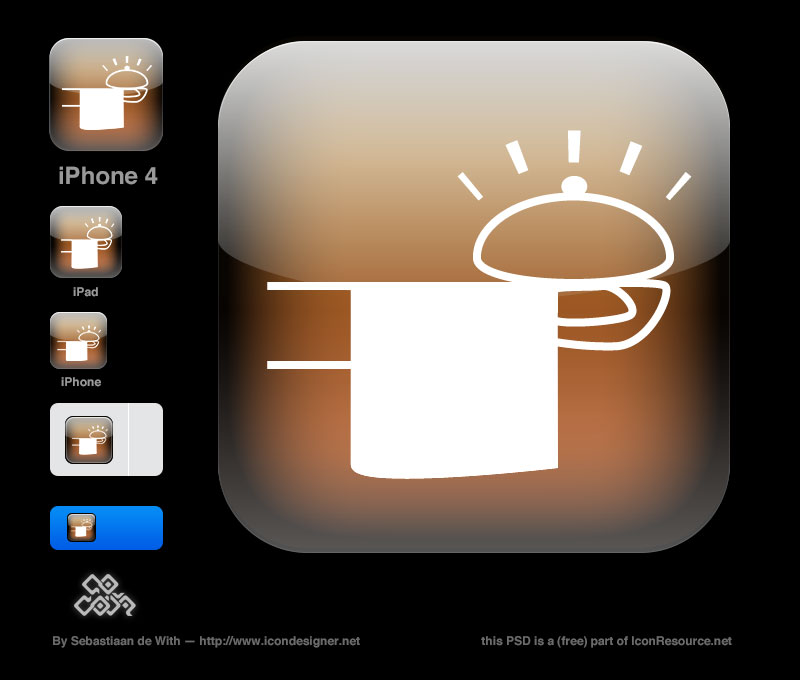 iPhone 4
iPad
iPhone
By Sebastiaan de With — http://www.icondesigner.net
this PSD is a (free) part of IconResource.net